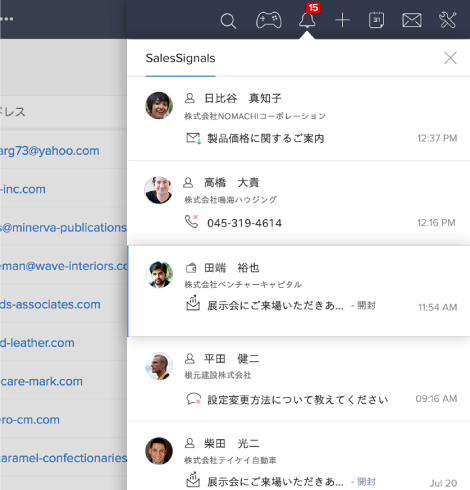 15
31
SalesSignals
ドレス
arg73@yahoo.com
-inc.com
s@minerva-publications
eman@wave-interiors.cc
ds-associates.com
d-leather.com
care-mark.com
ero-cm.com
caramel-confectionaries
日比谷 真知子
株式会社NOMACHIコーポレーション
製品価格に関するご案内 12:37 PM
高橋 大貴
株式会社鳴海ハウジング
045-319-4614 12:16 PM
田端 裕也
株式会社ベンチャーキャピタル
展示会にご来場いただきあ... - 開封 11:54 AM
平田 健二
根元建設株式会社
設定変更方法について教えてください 09:16 AM
柴田 光二
株式会社テイケイ自動車
展示会にご来場いただきあ... - 開封 Jul 20